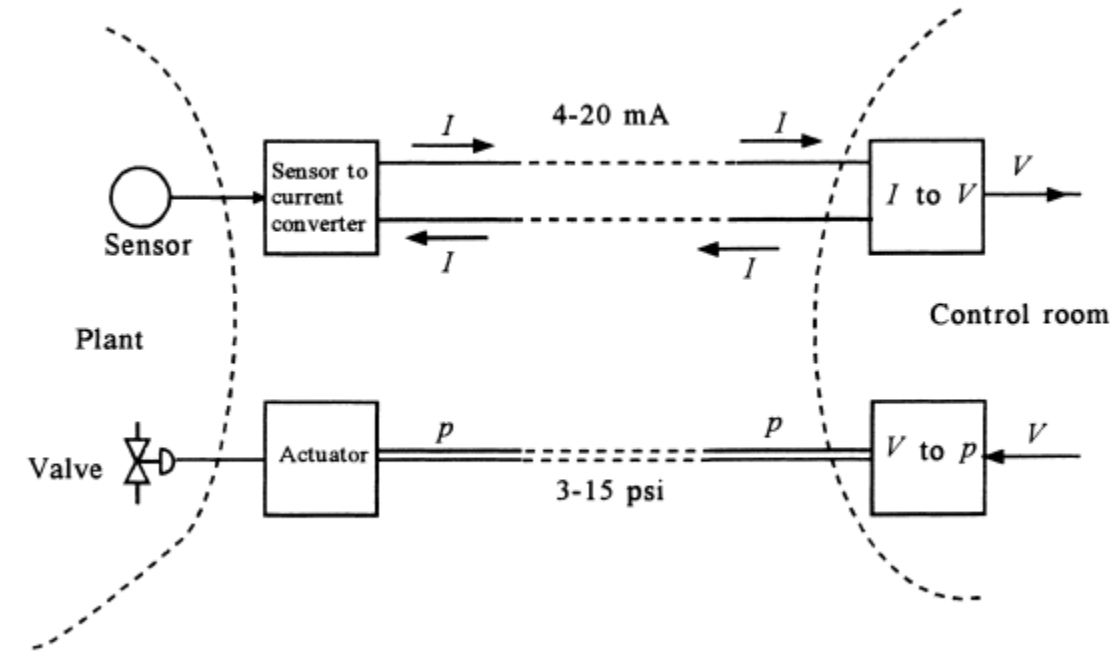 4-20 mA
I
I
Sensor to
current
converter
I to V
V
Sensor
I
I
Control room
Plant
p
p
V
Actuator
V to p
Valve
3-15 psi